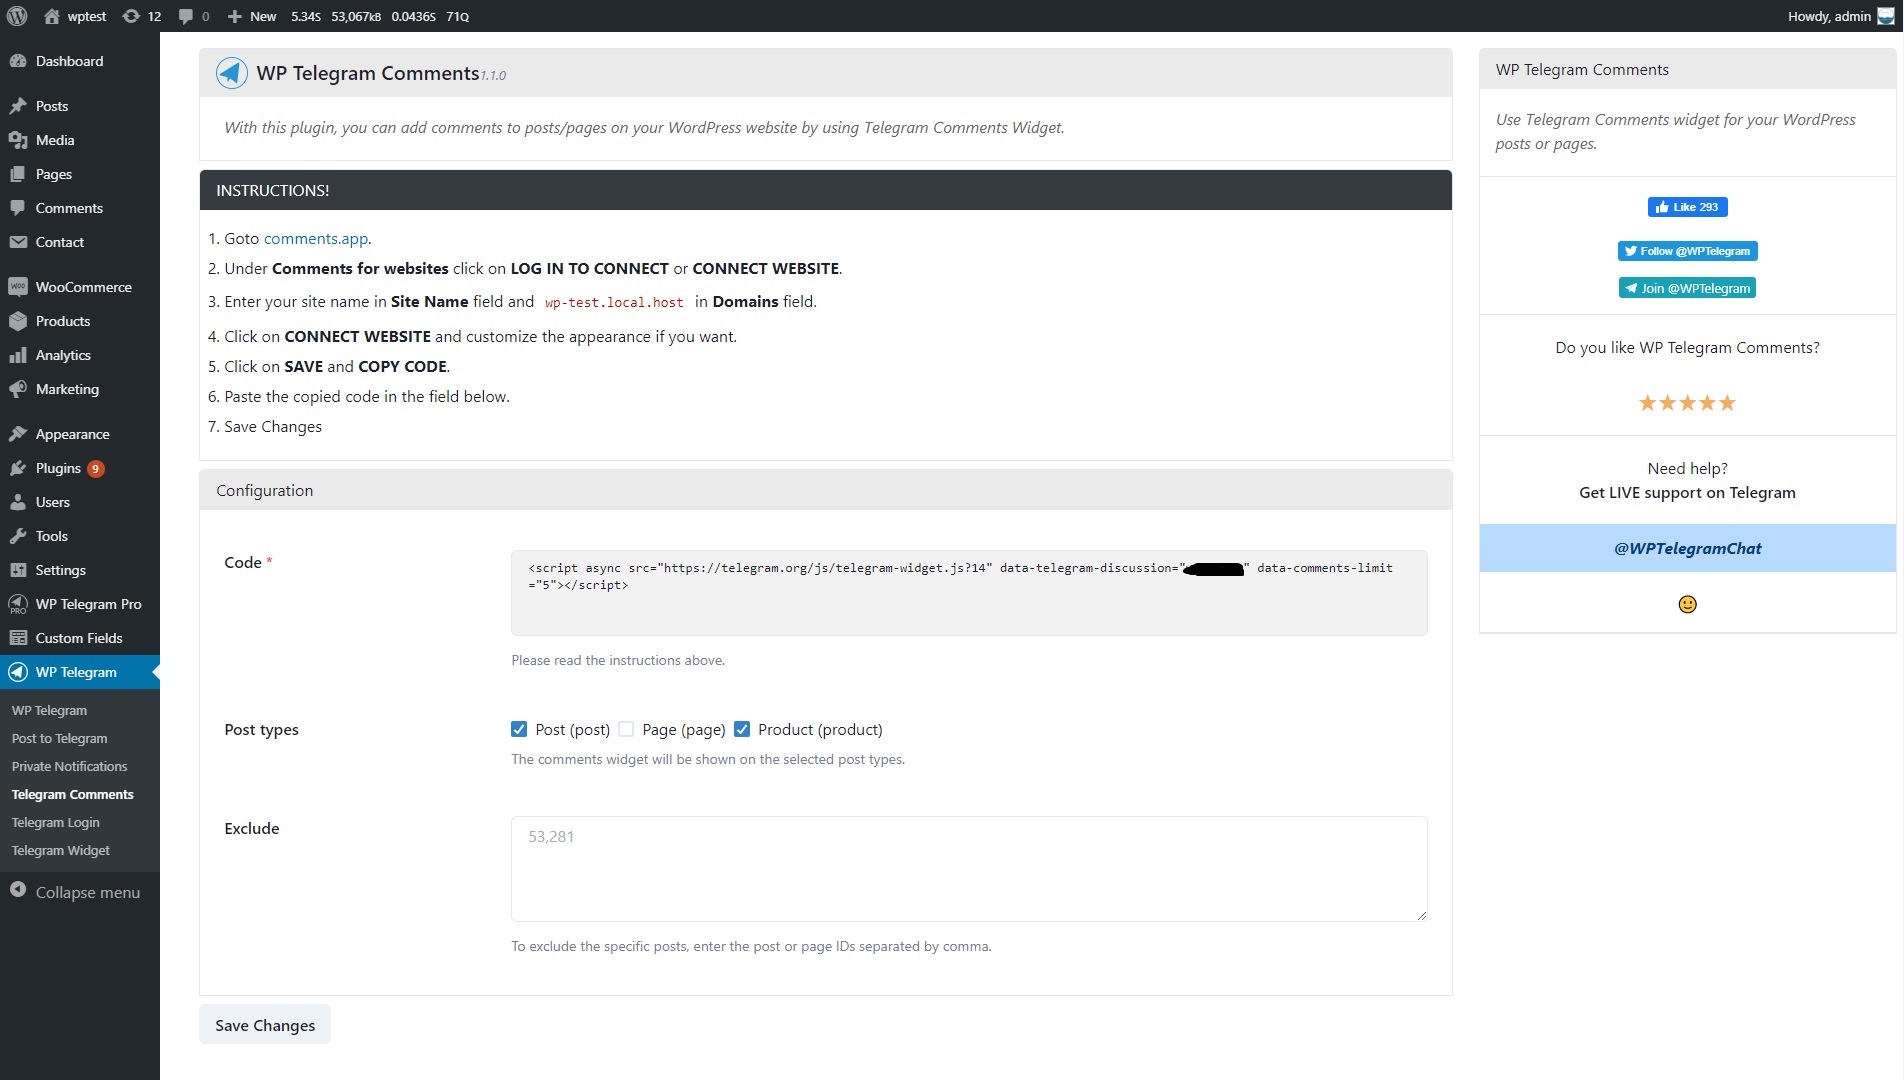 wptest 12 0 New 5.34S 53,067KB 0.0436S 71Q Howdy, admin
Dashboard
Posts
Media
Pages
Comments
Contact
WOO WooCommerce
Products
Analytics
Marketing
Appearance
Plugins 9
Users
Tools
Settings
PRO WP Telegram Pro
Custom Fields
WP Telegram
WP Telegram
Post to Telegram
Private Notifications
Telegram Comments
Telegram Login
Telegram Widget
Collapse menu
WP Telegram Comments 1.1.0
With this plugin, you can add comments to posts/pages on your WordPress website by using Telegram Comments Widget.
INSTRUCTIONS!
1. Goto comments.app.
2. Under Comments for websites click on LOG IN TO CONNECT or CONNECT WEBSITE.
3. Enter your site name in Site Name field and wp-test.local.host in Domains field.
4. Click on CONNECT WEBSITE and customize the appearance if you want.
5. Click on SAVE and COPY CODE.
6. Paste the copied code in the field below.
7. Save Changes
Configuration
Code *
<script async src="https://telegram.org/js/telegram-widget.js?14" data-telegram-discussion=" " data-comments-limit
="5"></script>
Please read the instructions above.
Post types
Post (post) Page (page) Product (product)
The comments widget will be shown on the selected post types.
Exclude
53,281
To exclude the specific posts, enter the post or page IDs separated by comma.
Save Changes
WP Telegram Comments
Use Telegram Comments widget for your WordPress
posts or pages.
Like 293
Follow @WPTelegram
Join @WPTelegram
Do you like WP Telegram Comments?
Need help?
Get LIVE support on Telegram
@WPTelegramChat